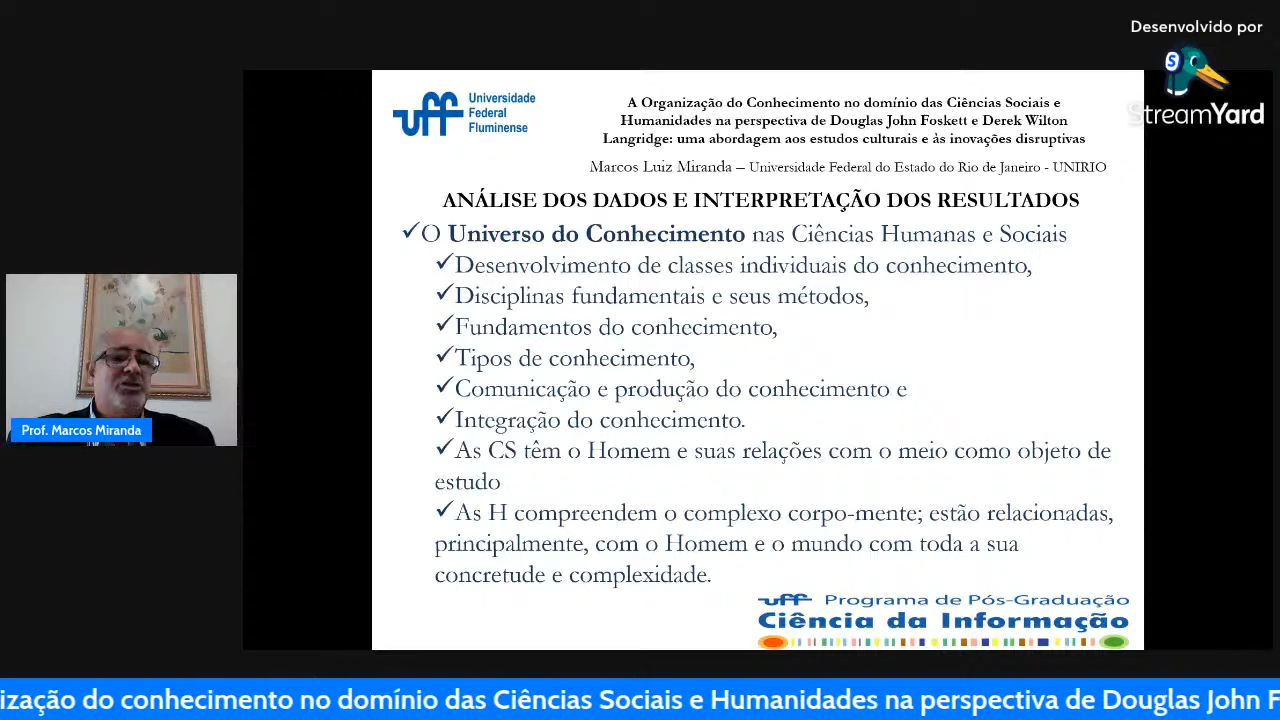 Desenvolvido por
StreamYard
uff Universidade
Federal
Fluminense
A Organização do Conhecimento no domínio das Ciências Sociais e
Humanidades na perspectiva de Douglas John Foskett e Derek Wilton
Langridge: uma abordagem aos estudos culturais e às inovações disruptivas
Marcos Luiz Miranda – Universidade Federal do Estado do Rio de Janeiro - UNIRIO
ANÁLISE DOS DADOS E INTERPRETAÇÃO DOS RESULTADOS
✓O Universo do Conhecimento nas Ciências Humanas e Sociais
✓Desenvolvimento de classes individuais do conhecimento,
✓Disciplinas fundamentais e seus métodos,
✓Fundamentos do conhecimento,
✓Tipos de conhecimento,
✓Comunicação e produção do conhecimento e
✓Integração do conhecimento.
✓As CS têm o Homem e suas relações com o meio como objeto de
estudo
✓As H compreendem o complexo corpo-mente; estão relacionadas,
principalmente, com o Homem e o mundo com toda a sua
concretude e complexidade.
uff Programa de Pós-Graduação
Ciência da Informação
Prof. Marcos Miranda
ização do conhecimento no domínio das Ciências Sociais e Humanidades na perspectiva de Douglas John F